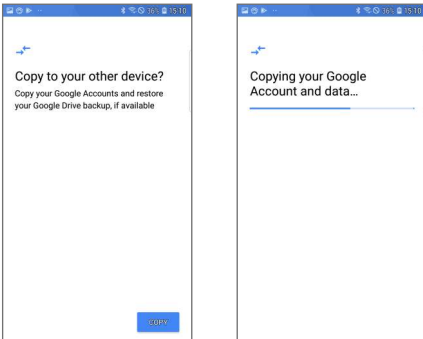 36% 15:10
Copy to your other device?
Copy your Google Accounts and restore
your Google Drive backup, if available
COPY
36% 15:10
Copying your Google
Account and data...